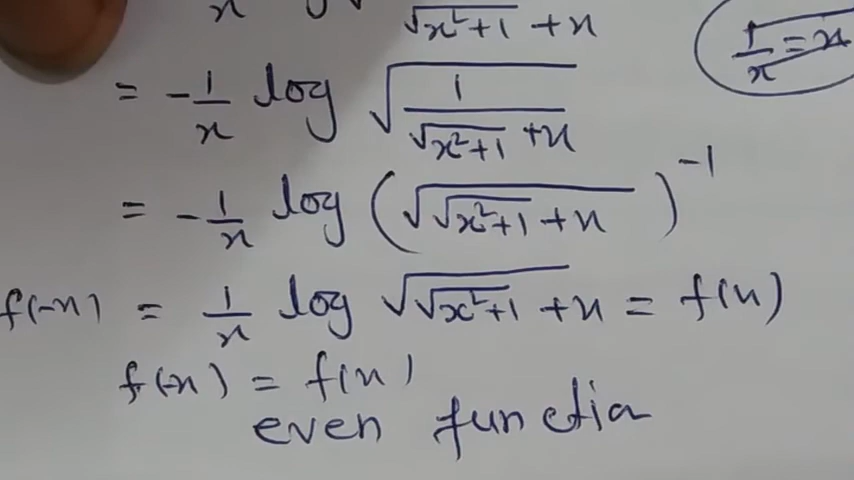 x √x²+1 + x
= -1/x log √(1/(√x²+1 + x))
1/x = x
= -1/x log (√(√x²+1 + x))^-1
f(-x) = 1/x log √(√x²+1 + x) = f(x)
f(-x) = f(x)
even function